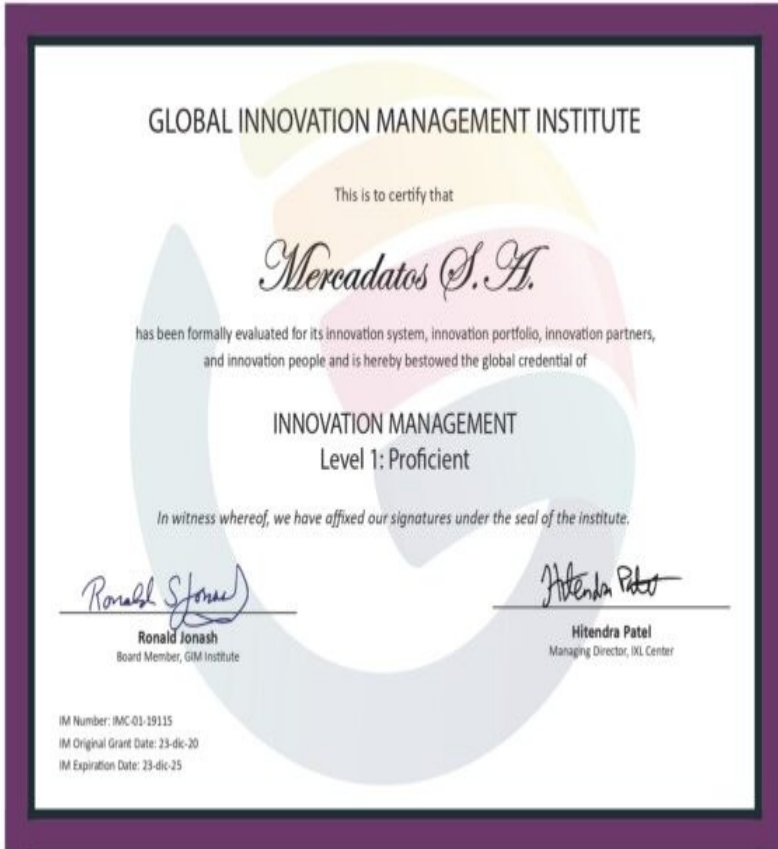 GLOBAL INNOVATION MANAGEMENT INSTITUTE
This is to certify that
Mercadatos S.A.
has been formally evaluated for its innovation system, innovation portfolio, innovation partners,
and innovation people and is hereby bestowed the global credential of
INNOVATION MANAGEMENT
Level 1: Proficient
In witness whereof, we have affixed our signatures under the seal of the institute.
Ronald S Jonash
Hitendra Patel
Ronald Jonash
Hitendra Patel
Board Member, GIM Institute
Managing Director, IXL Center
IM Number: IMC-01-19115
IM Original Grant Date: 23-dic-20
IM Expiration Date: 23-dic-25